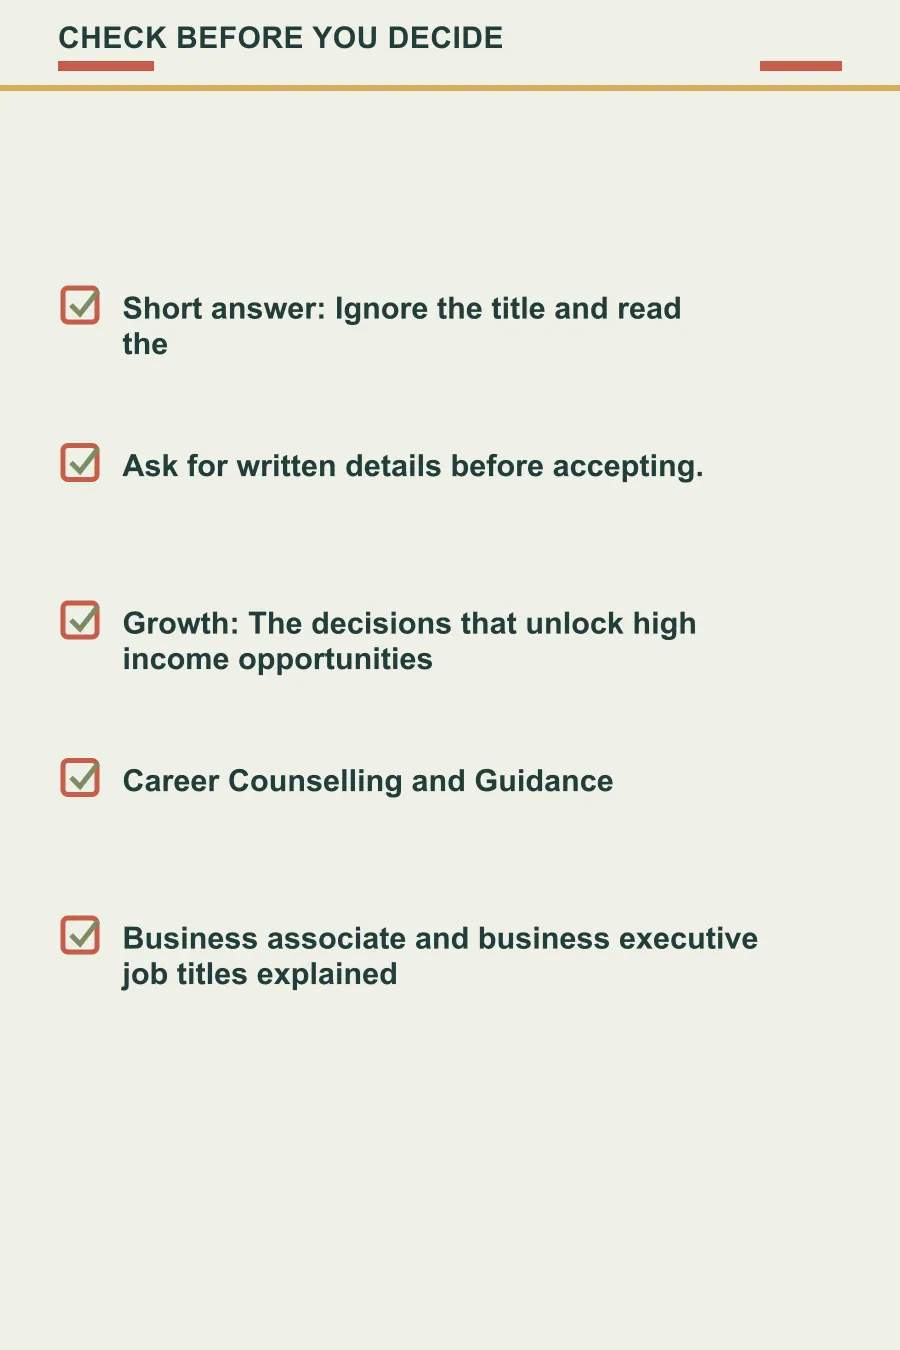 CHECK BEFORE YOU DECIDE
Short answer: Ignore the title and read
the
Ask for written details before accepting.
Growth: The decisions that unlock high
income opportunities
Career Counselling and Guidance
Business associate and business executive
job titles explained